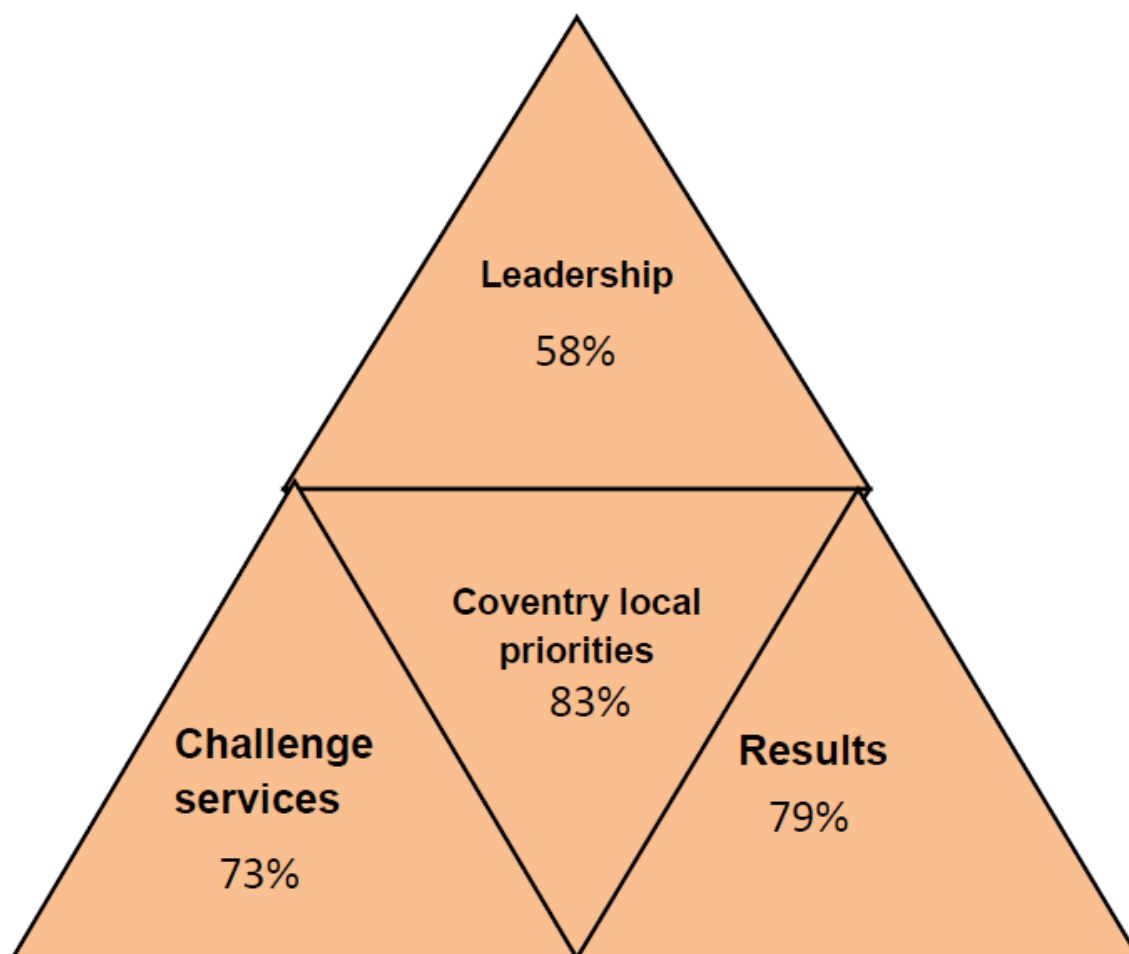 Leadership
58%
Coventry local
priorities
83%
Challenge
services
73%
Results
79%